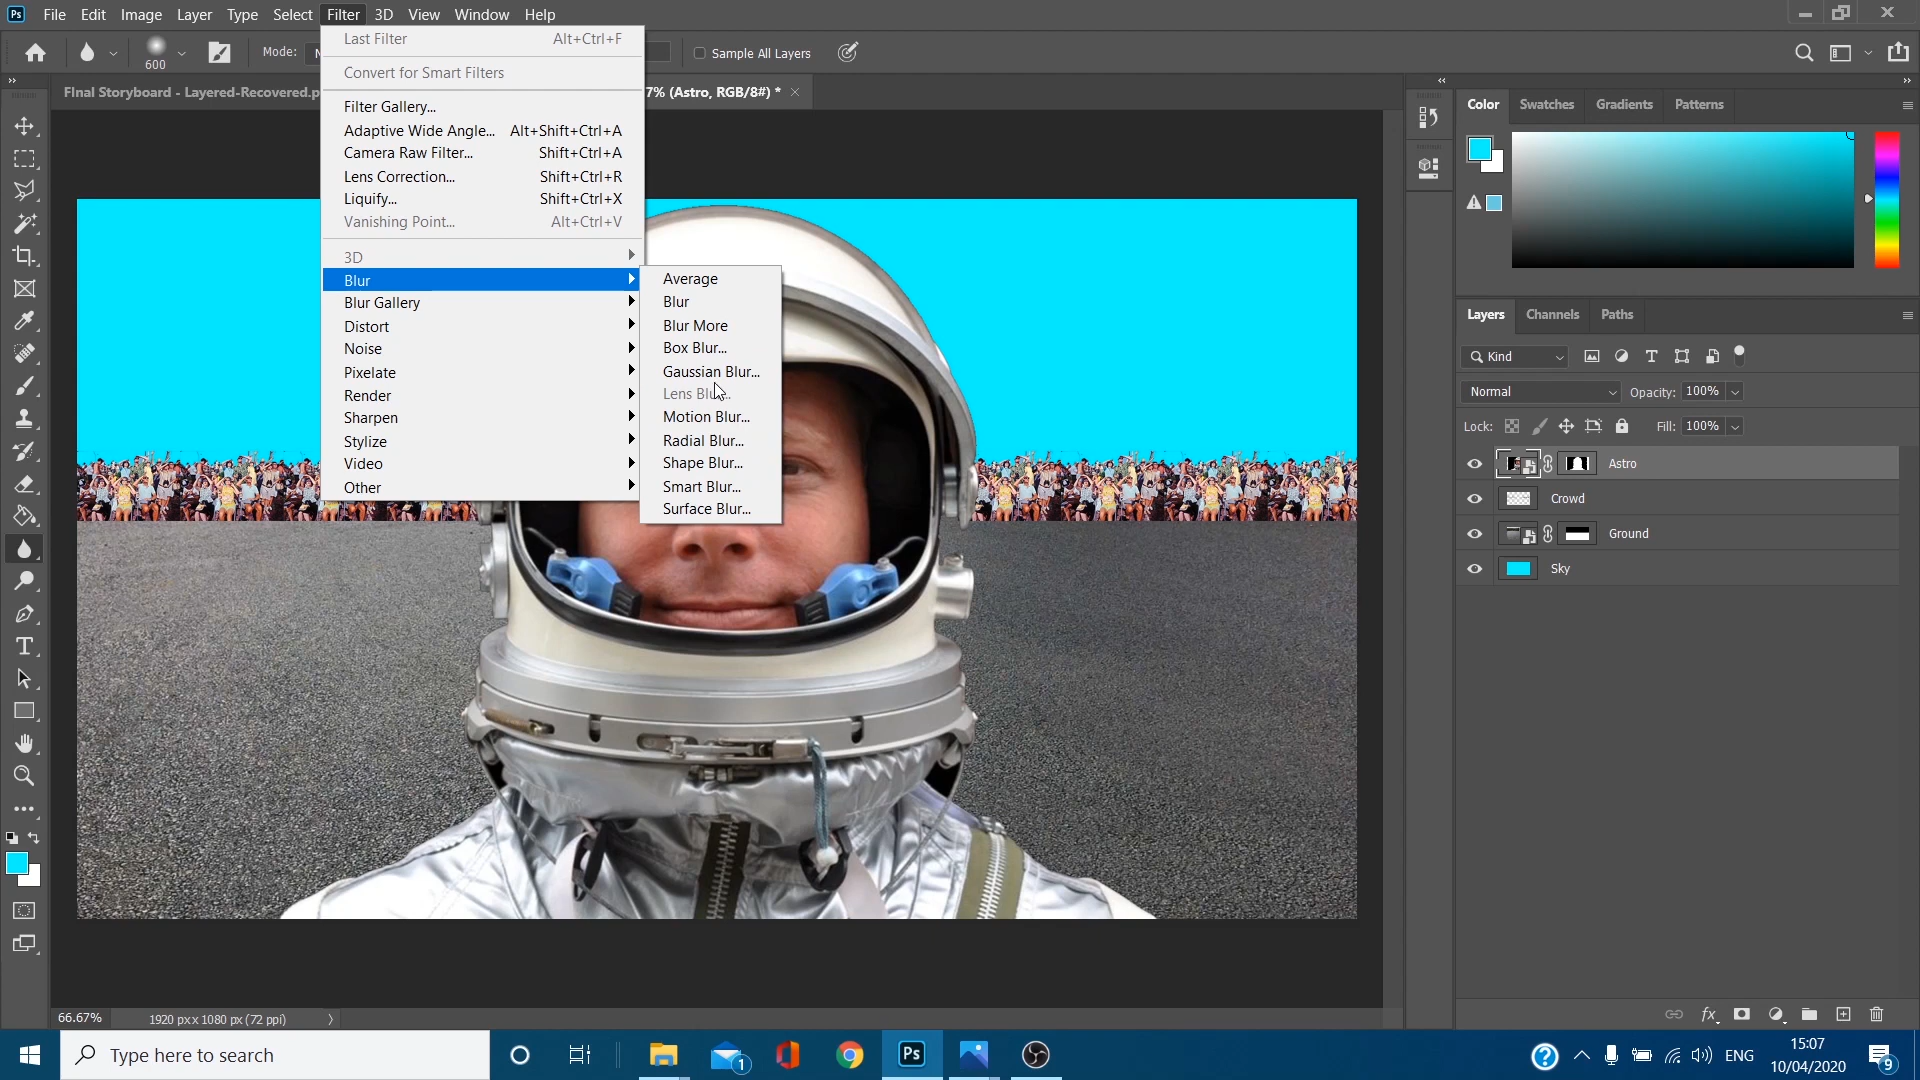 Ps File Edit Image Layer Type Select Filter 3D View Window Help
600 Mode: Sample All Layers
FInal Storyboard - Layered-Recovered.p 7% (Astro, RGB/8#) * ×
Last Filter Alt+Ctrl+F
Convert for Smart Filters
Filter Gallery...
Adaptive Wide Angle... Alt+Shift+Ctrl+A
Camera Raw Filter... Shift+Ctrl+A
Lens Correction... Shift+Ctrl+R
Liquify... Shift+Ctrl+X
Vanishing Point... Alt+Ctrl+V
3D
Blur
Blur Gallery
Distort
Noise
Pixelate
Render
Sharpen
Stylize
Video
Other
Average
Blur
Blur More
Box Blur...
Gaussian Blur...
Lens Blur...
Motion Blur...
Radial Blur...
Shape Blur...
Smart Blur...
Surface Blur...
Color Swatches Gradients Patterns
Layers Channels Paths
Kind
Normal Opacity: 100%
Lock: Fill: 100%
Astro
Crowd
Ground
Sky
66.67% 1920 px x 1080 px (72 ppi)
Type here to search
1
Ps
ENG
15:07
10/04/2020
9